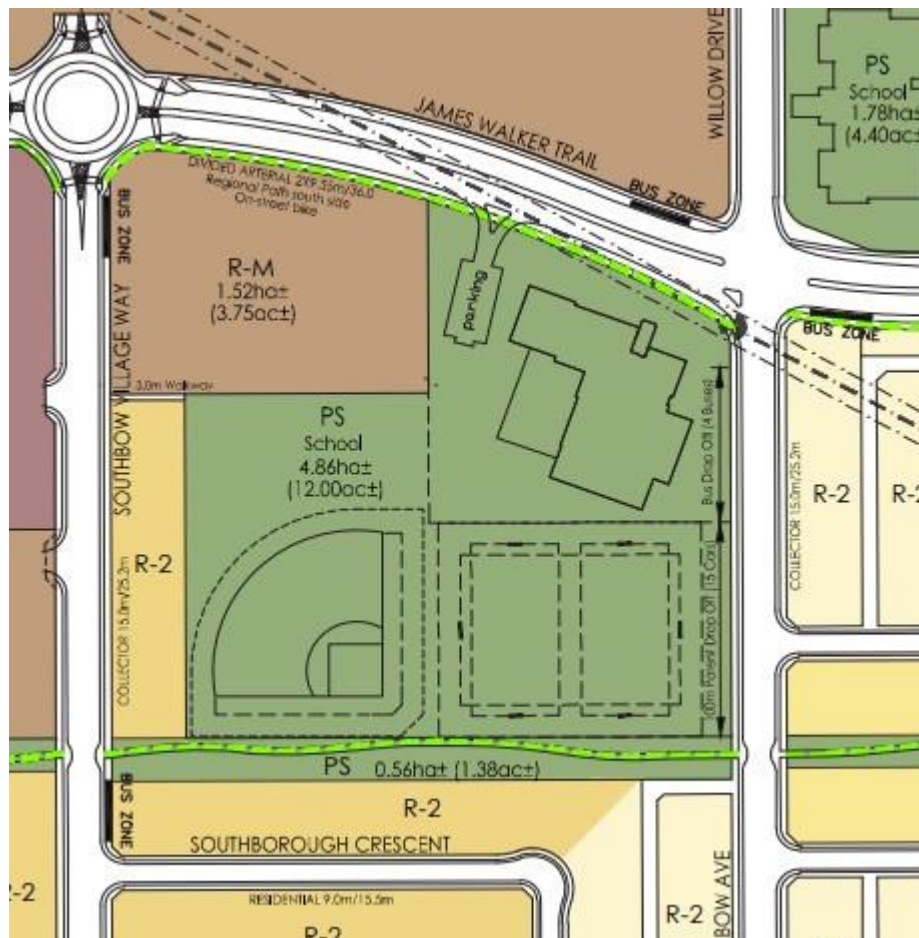 JAMES WALKER TRAIL
WILLOW DRIVE
PS
School
1.78ha±
(4.40ac±)
DIVIDED ARTERIAL 2X9.55m/36.0
Regional Path south side
On-street bike
BUS ZONE
BUS ZONE
BUS ZONE
R-M
1.52ha±
(3.75ac±)
parking
SOUTHBOW VILLAGE WAY
3.0m Walkway
PS
School
4.86ha±
(12.00ac±)
Bus Drop Off (4 Buses)
COLLECTOR 15.0m/25.2m
R-2
R-2
R-2
COLLECTOR 15.0m/25.2m
Parent Drop Off (15 Cars)
PS 0.56ha± (1.38ac±)
BUS ZONE
R-2
SOUTHBOROUGH CRESCENT
-2
RESIDENTIAL 9.0m/15.5m
R-2
R-2
BOW AVE